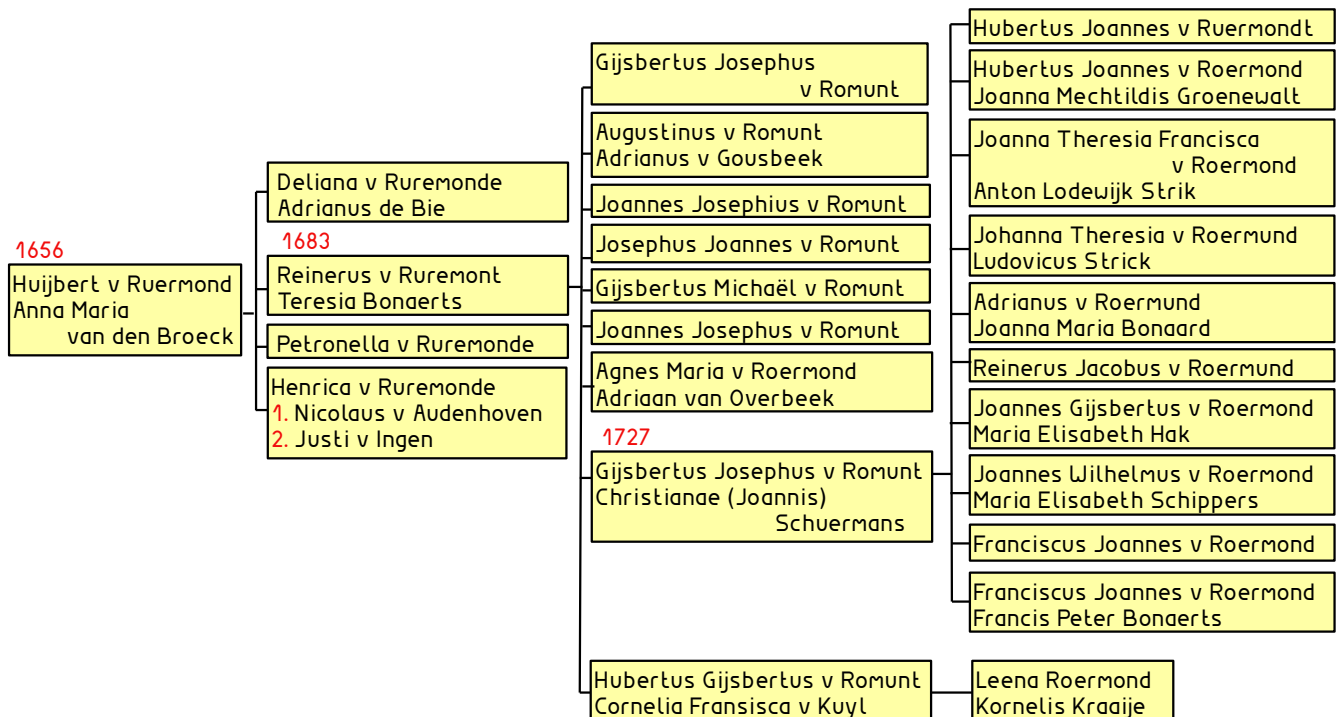 1656
Huijbert v Ruermond
Anna Maria
van den Broeck
Deliana v Ruremonde
Adrianus de Bie
1683
Reinerus v Ruremont
Teresia Bonaerts
Petronella v Ruremonde
Henrica v Ruremonde
1. Nicolaus v Audenhoven
2. Justi v Ingen
Gijsbertus Josephus
v Romunt
Augustinus v Romunt
Adrianus v Gousbeek
Joannes Josephius v Romunt
Josephus Joannes v Romunt
Gijsbertus Michaël v Romunt
Joannes Josephus v Romunt
Agnes Maria v Roermond
Adriaan van Overbeek
1727
Gijsbertus Josephus v Romunt
Christianae (Joannis)
Schuermans
Hubertus Gijsbertus v Romunt
Cornelia Fransisca v Kuyl
Hubertus Joannes v Ruermondt
Hubertus Joannes v Roermond
Joanna Mechtildis Groenewalt
Joanna Theresia Francisca
v Roermond
Anton Lodewijk Strik
Johanna Theresia v Roermund
Ludovicus Strick
Adrianus v Roermund
Joanna Maria Bonaard
Reinerus Jacobus v Roermund
Joannes Gijsbertus v Roermond
Maria Elisabeth Hak
Joannes Wilhelmus v Roermond
Maria Elisabeth Schippers
Franciscus Joannes v Roermond
Franciscus Joannes v Roermond
Francis Peter Bonaerts
Leena Roermond
Kornelis Kraaije